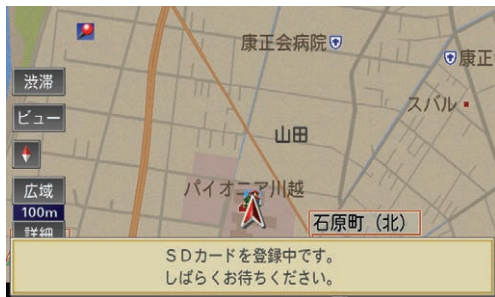 康正会病院
康正
渋滞
スバル
ビュー
山田
広域
パイオニア川越
100m
石原町（北）
詳細
ＳＤカードを登録中です。
しばらくお待ちください。